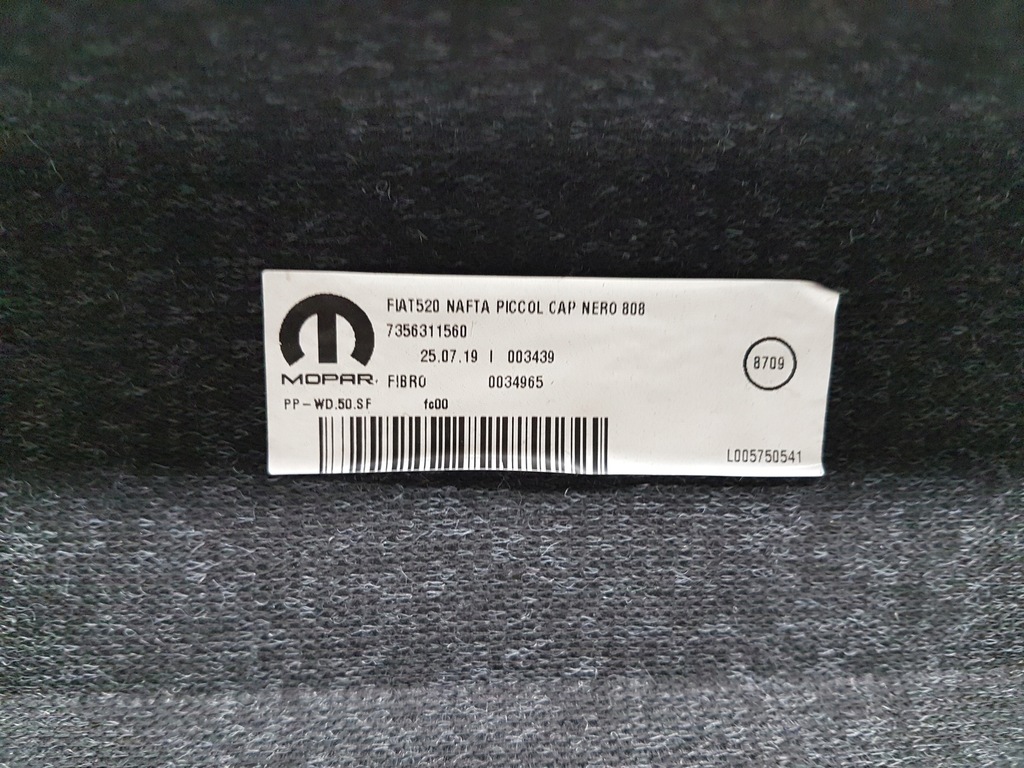 FIAT520 NAFTA PICCOL CAP NERO 808
7356311560
25.07.19 I 003439
8709
MOPAR. FIBRO 0034965
PP-WD.50.SF fc00
L005750541